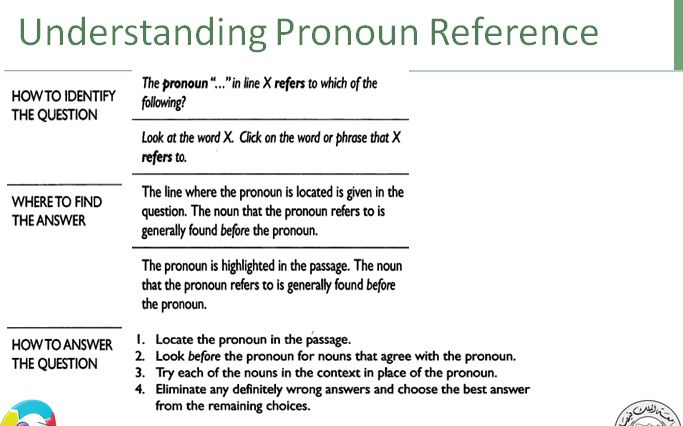 Understanding Pronoun Reference
HOW TO IDENTIFY
THE QUESTION
The pronoun "..." in line X refers to which of the
following?
Look at the word X. Click on the word or phrase that X
refers to.
WHERE TO FIND
THE ANSWER
The line where the pronoun is located is given in the
question. The noun that the pronoun refers to is
generally found before the pronoun.
The pronoun is highlighted in the passage. The noun
that the pronoun refers to is generally found before
the pronoun.
HOW TO ANSWER
THE QUESTION
1. Locate the pronoun in the passage.
2. Look before the pronoun for nouns that agree with the pronoun.
3. Try each of the nouns in the context in place of the pronoun.
4. Eliminate any definitely wrong answers and choose the best answer
from the remaining choices.